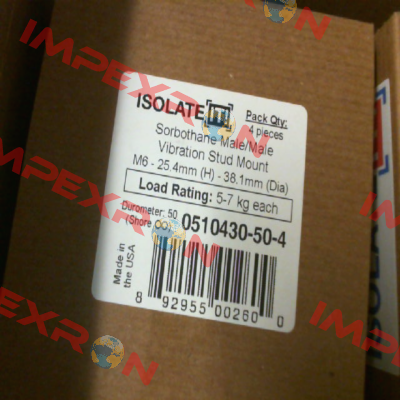 IMPEXRON
ISOLATE it
Pack Qty:
4 pieces
Sorbothane Male/Male
Vibration Stud Mount
M6 - 25.4mm (H) - 38.1mm (Dia)
Load Rating: 5-7 kg each
Durometer: 50
(Shore OO)
0510430-50-4
Made in
the USA
8 92955 00260 0
IMPEXRON